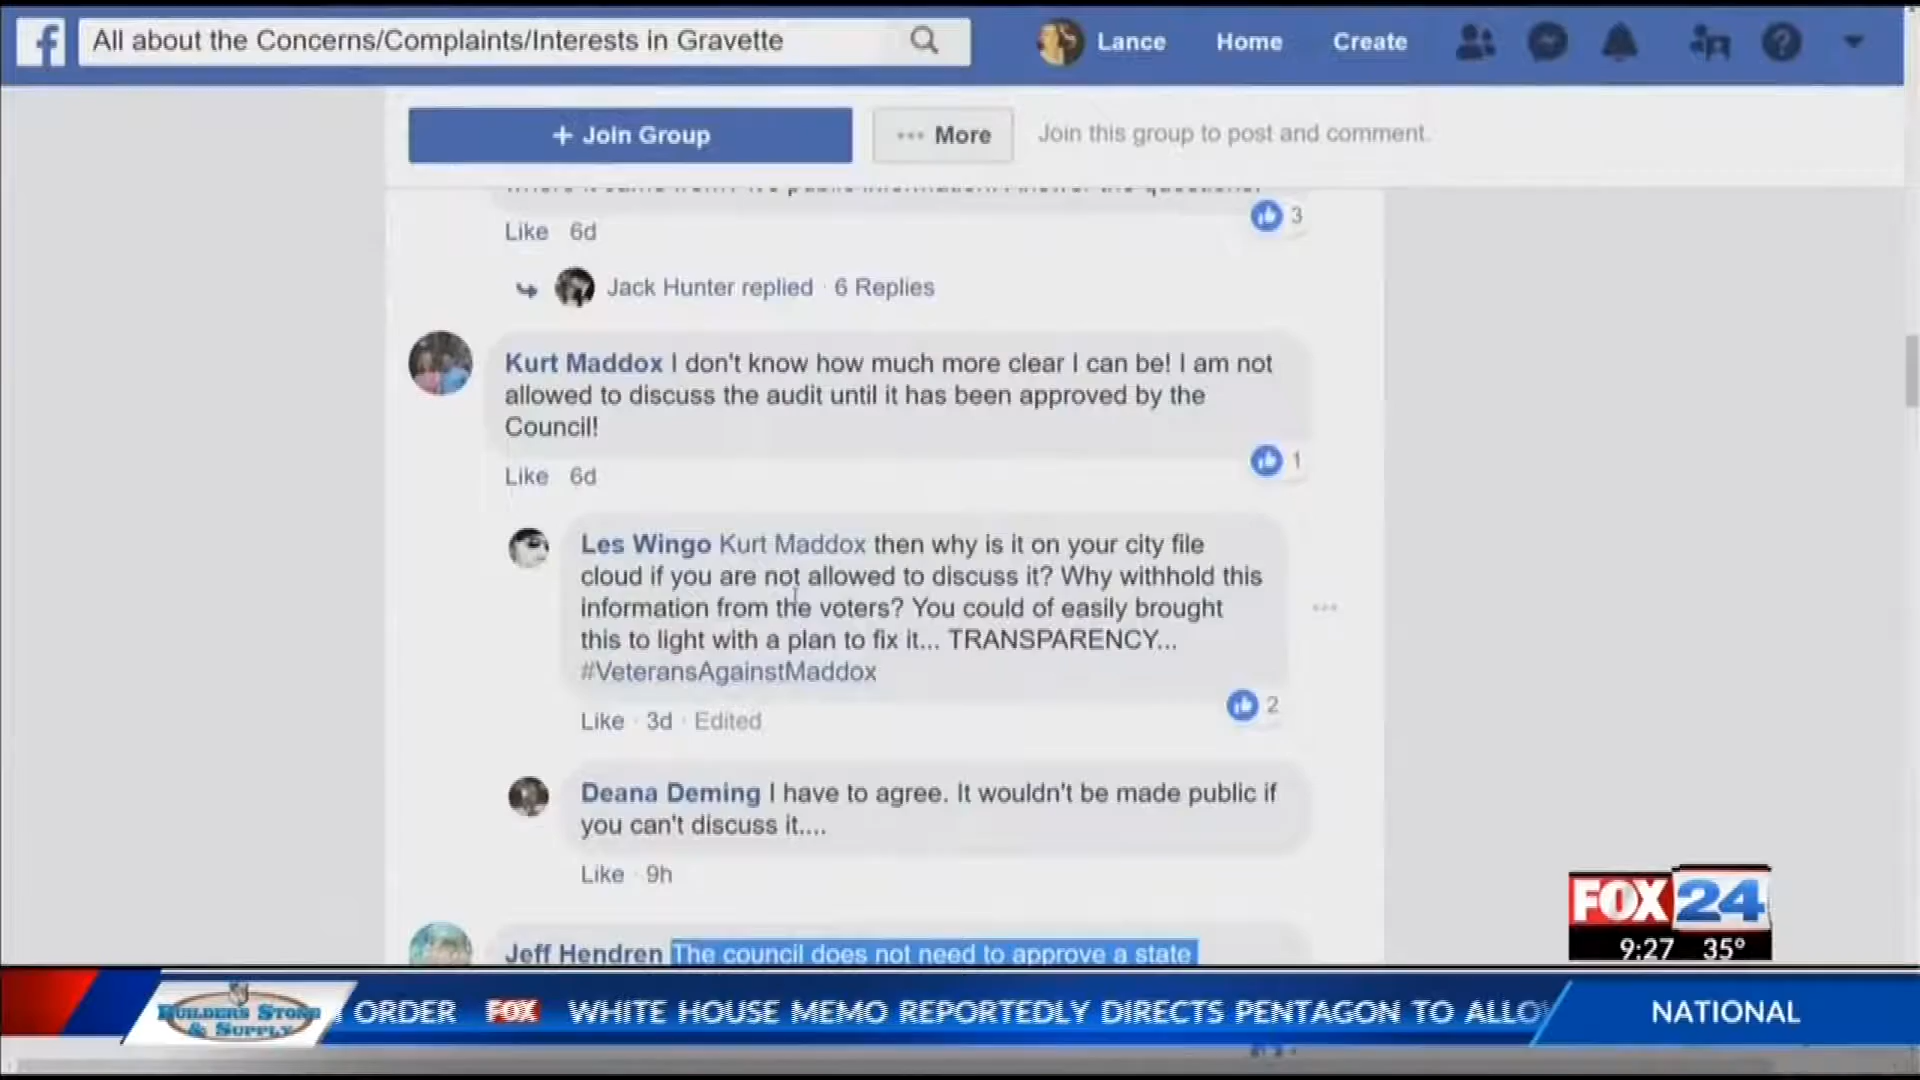 All about the Concerns/Complaints/Interests in Gravette
Lance Home Create
+ Join Group
••• More
Join this group to post and comment.
3
Like 6d
Jack Hunter replied · 6 Replies
Kurt Maddox I don't know how much more clear I can be! I am not
allowed to discuss the audit until it has been approved by the
Council!
1
Like 6d
Les Wingo Kurt Maddox then why is it on your city file
cloud if you are not allowed to discuss it? Why withhold this
information from the voters? You could of easily brought
this to light with a plan to fix it... TRANSPARENCY...
#VeteransAgainstMaddox
2
Like · 3d · Edited
Deana Deming I have to agree. It wouldn't be made public if
you can't discuss it....
Like · 9h
Jeff Hendren The council does not need to approve a state
FOX 24
9:27 35°
BUILDERS STORE
& SUPPLY
ORDER FOX WHITE HOUSE MEMO REPORTEDLY DIRECTS PENTAGON TO ALLO
NATIONAL